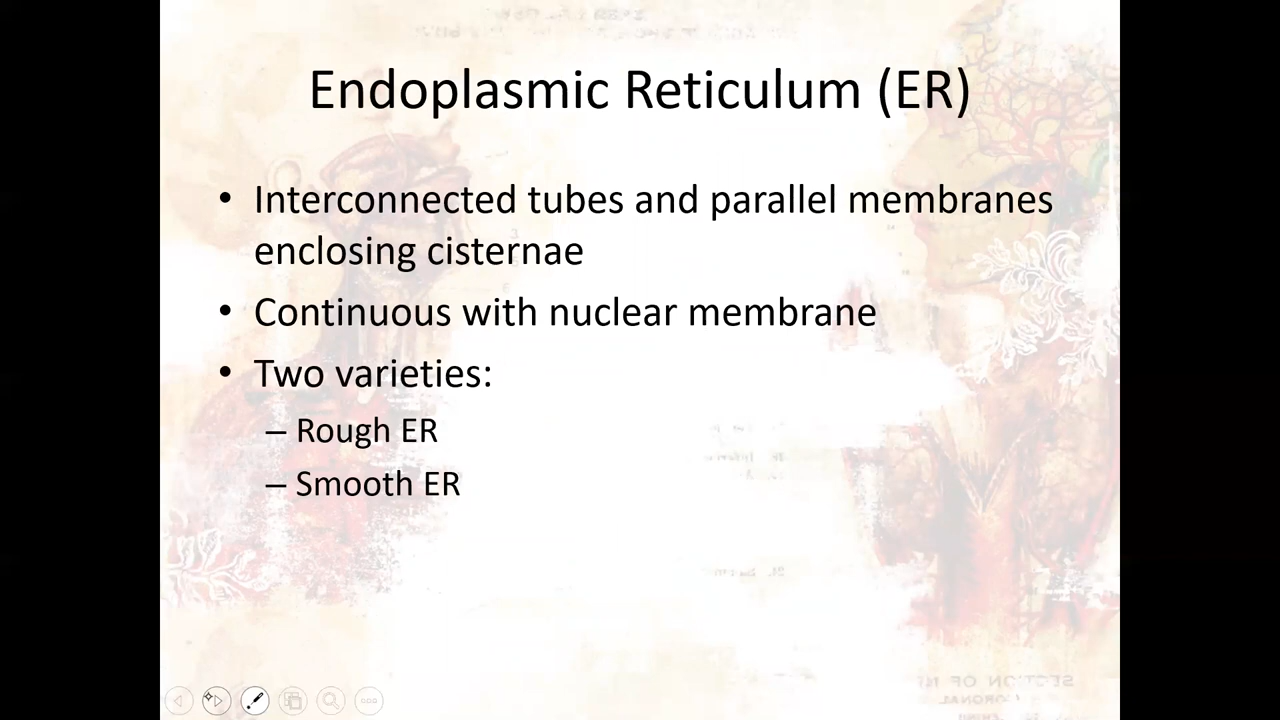 Endoplasmic Reticulum (ER)
• Interconnected tubes and parallel membranes
enclosing cisternae
• Continuous with nuclear membrane
• Two varieties:
– Rough ER
– Smooth ER